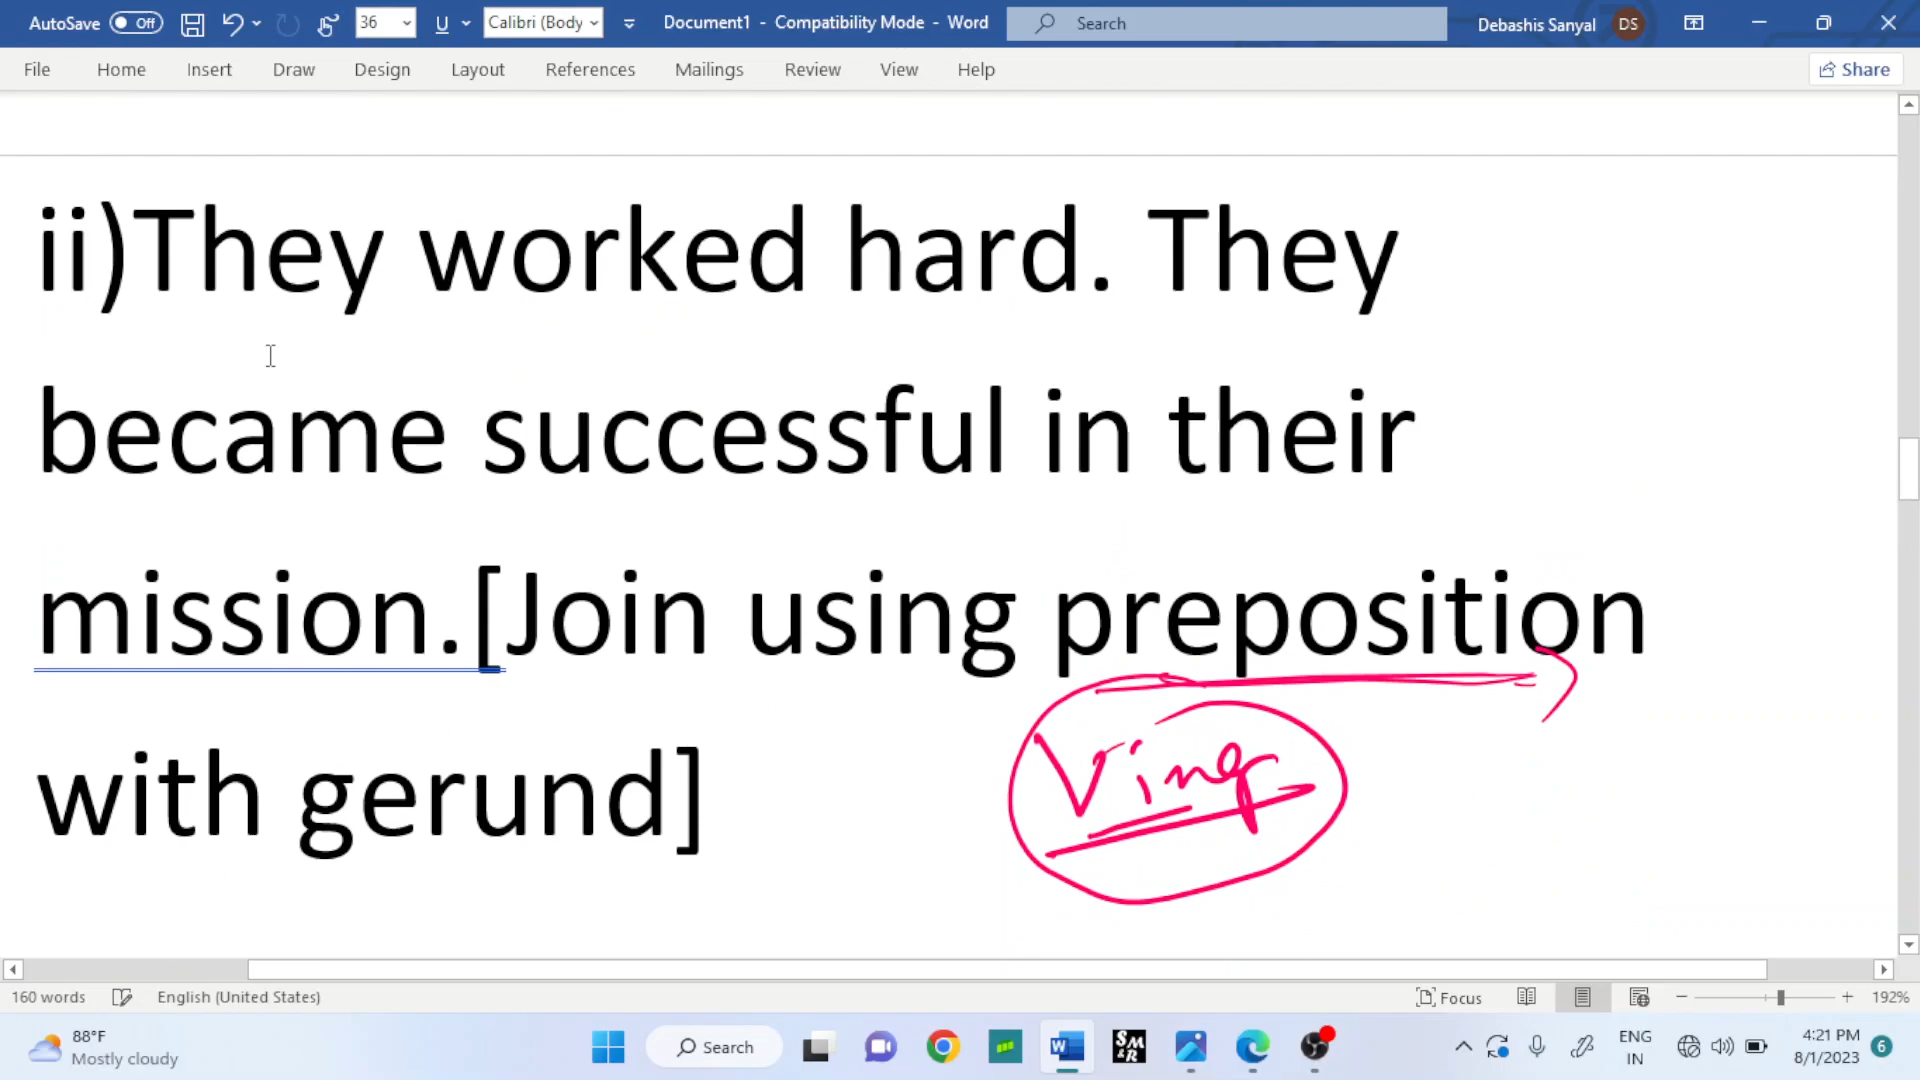 AutoSave Off 36 U Calibri (Body Document1 - Compatibility Mode - Word Search Debashis Sanyal DS
File Home Insert Draw Design Layout References Mailings Review View Help Share
ii)They worked hard. They
became successful in their
mission.[Join using preposition
with gerund]
Ving
160 words English (United States) Focus 192%
88°F
Mostly cloudy
Search
SM
&R
ENG
IN
4:21 PM
8/1/2023
6